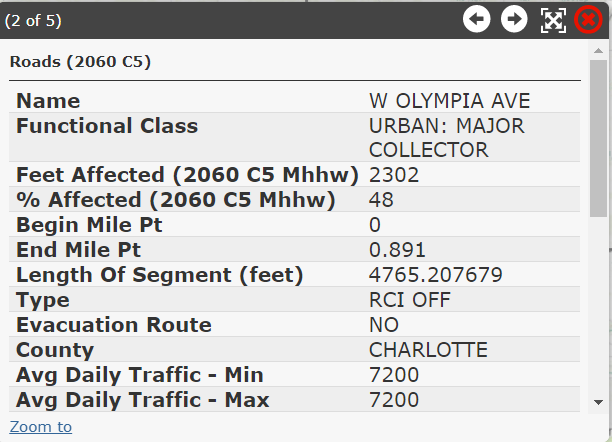 (2 of 5)
Roads (2060 C5)
Name W OLYMPIA AVE
Functional Class URBAN: MAJOR
COLLECTOR
Feet Affected (2060 C5 Mhhw) 2302
% Affected (2060 C5 Mhhw) 48
Begin Mile Pt 0
End Mile Pt 0.891
Length Of Segment (feet) 4765.207679
Type RCI OFF
Evacuation Route NO
County CHARLOTTE
Avg Daily Traffic - Min 7200
Avg Daily Traffic - Max 7200
Zoom to